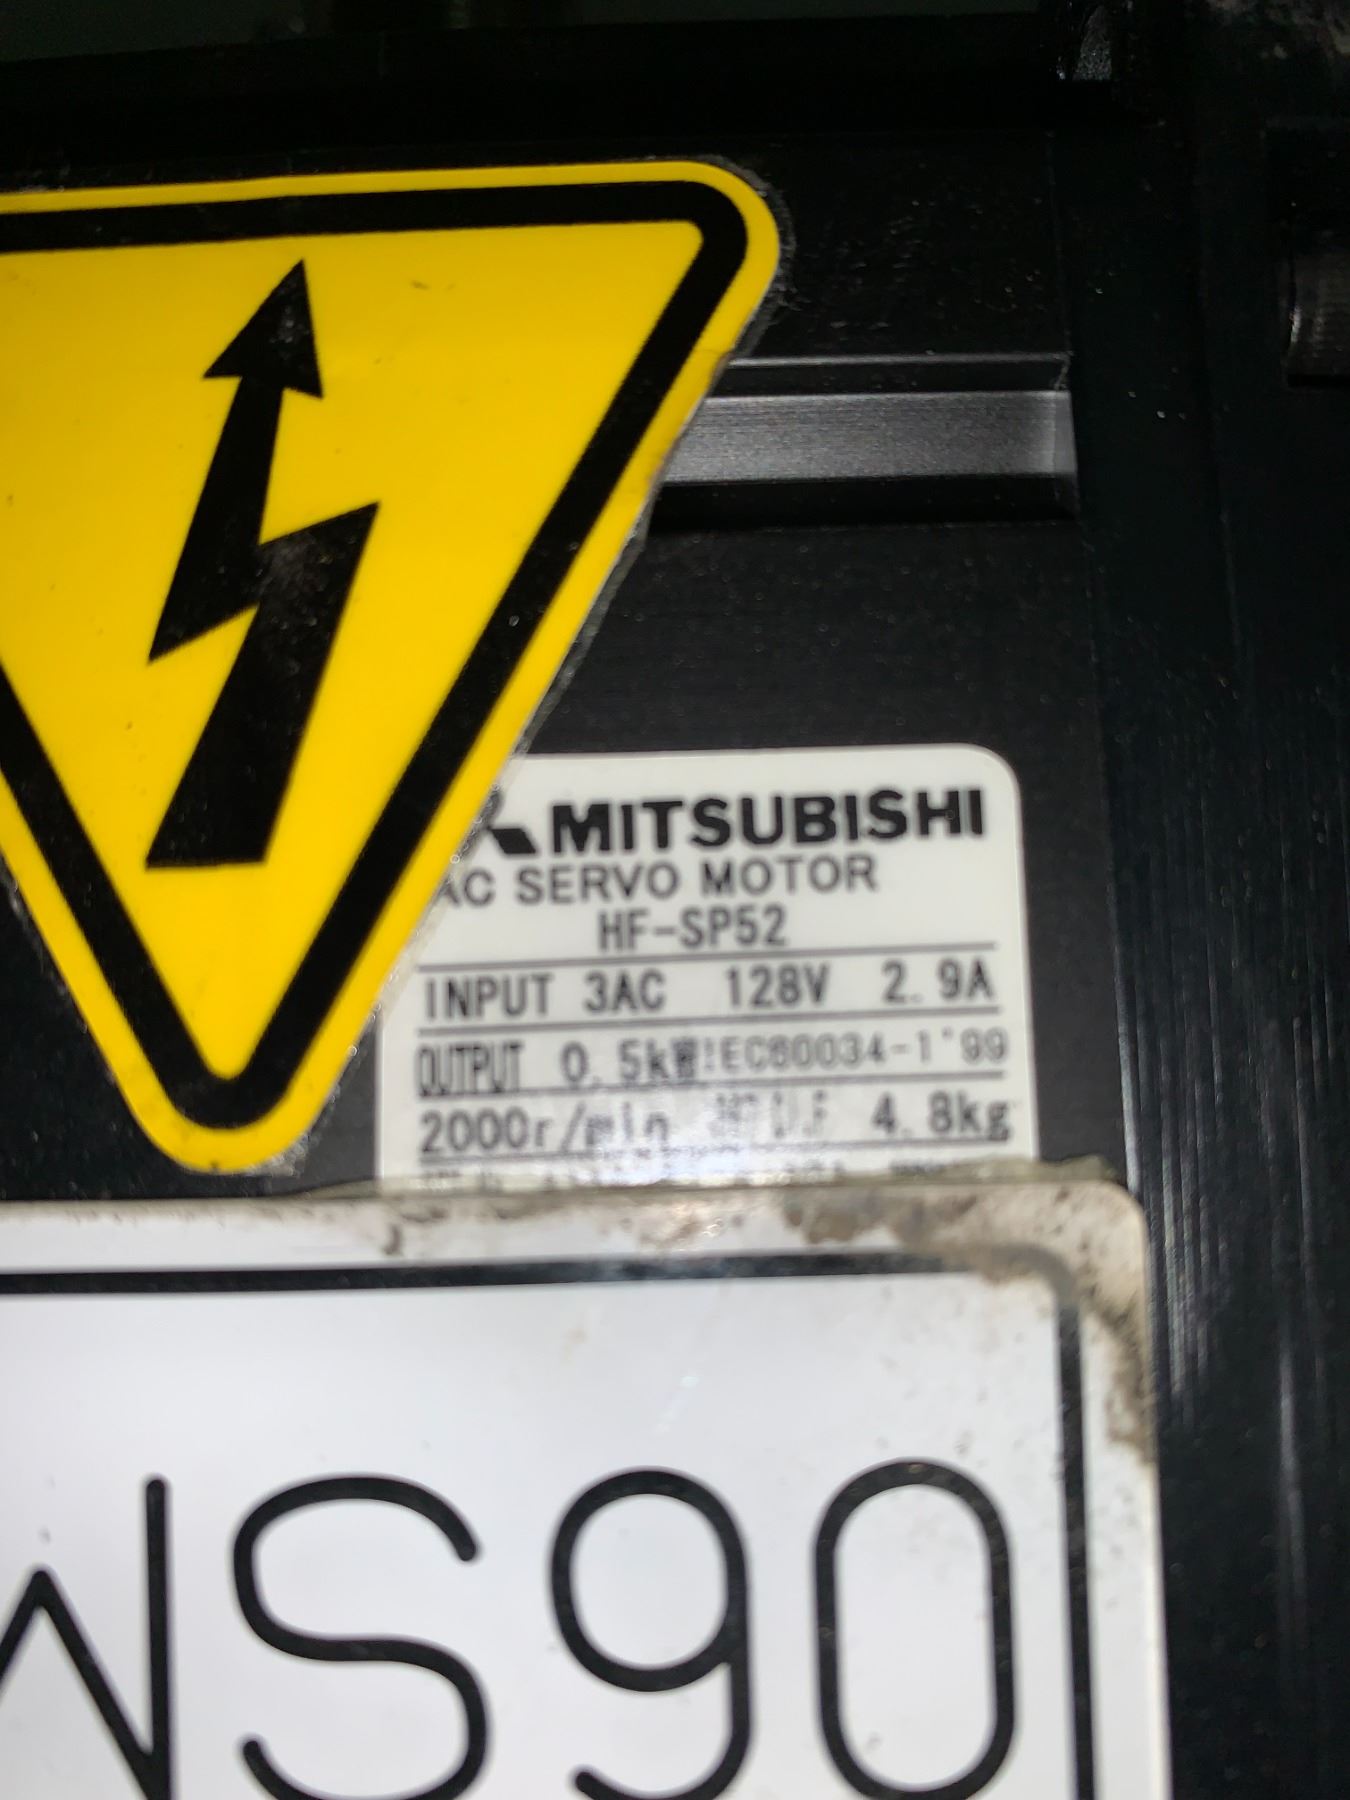 MITSUBISHI
AC SERVO MOTOR
HF-SP52
INPUT 3AC 128V 2.9A
OUTPUT 0.5kW IEC60034-1'99
2000r/min 4.8kg
WS90